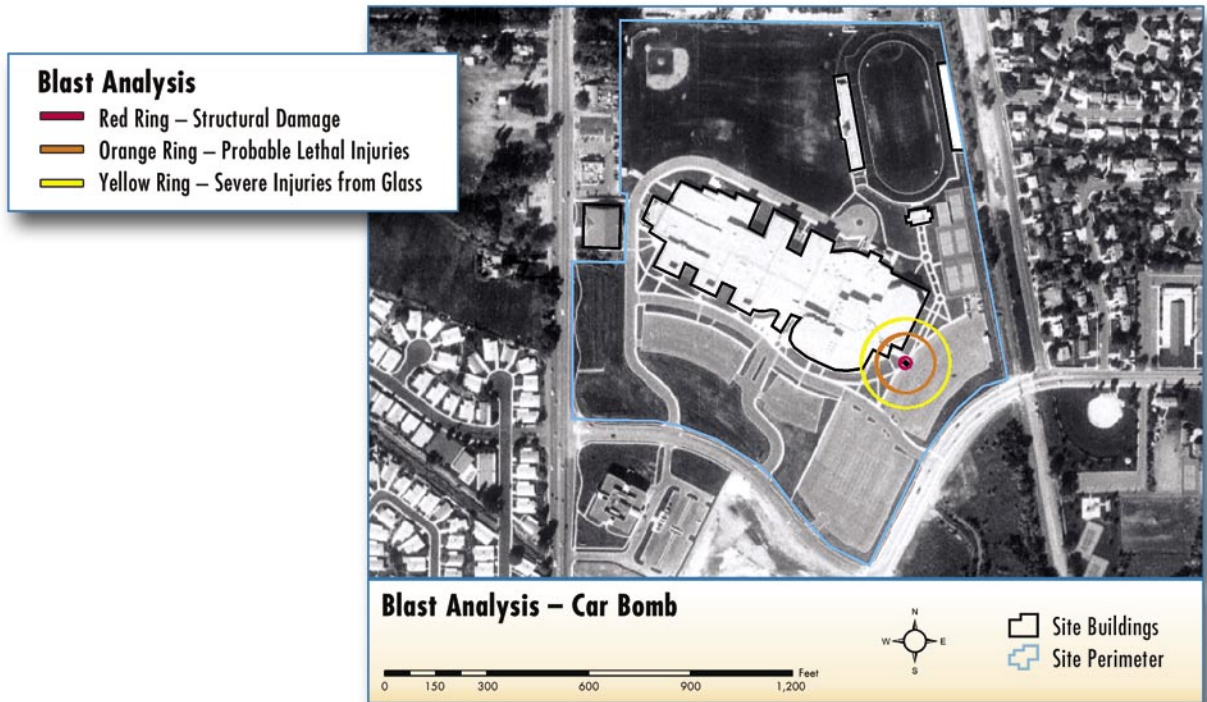 Blast Analysis
Red Ring – Structural Damage
Orange Ring – Probable Lethal Injuries
Yellow Ring – Severe Injuries from Glass
Blast Analysis – Car Bomb
N
W E
S
Site Buildings
Site Perimeter
Feet
0 150 300 600 900 1,200